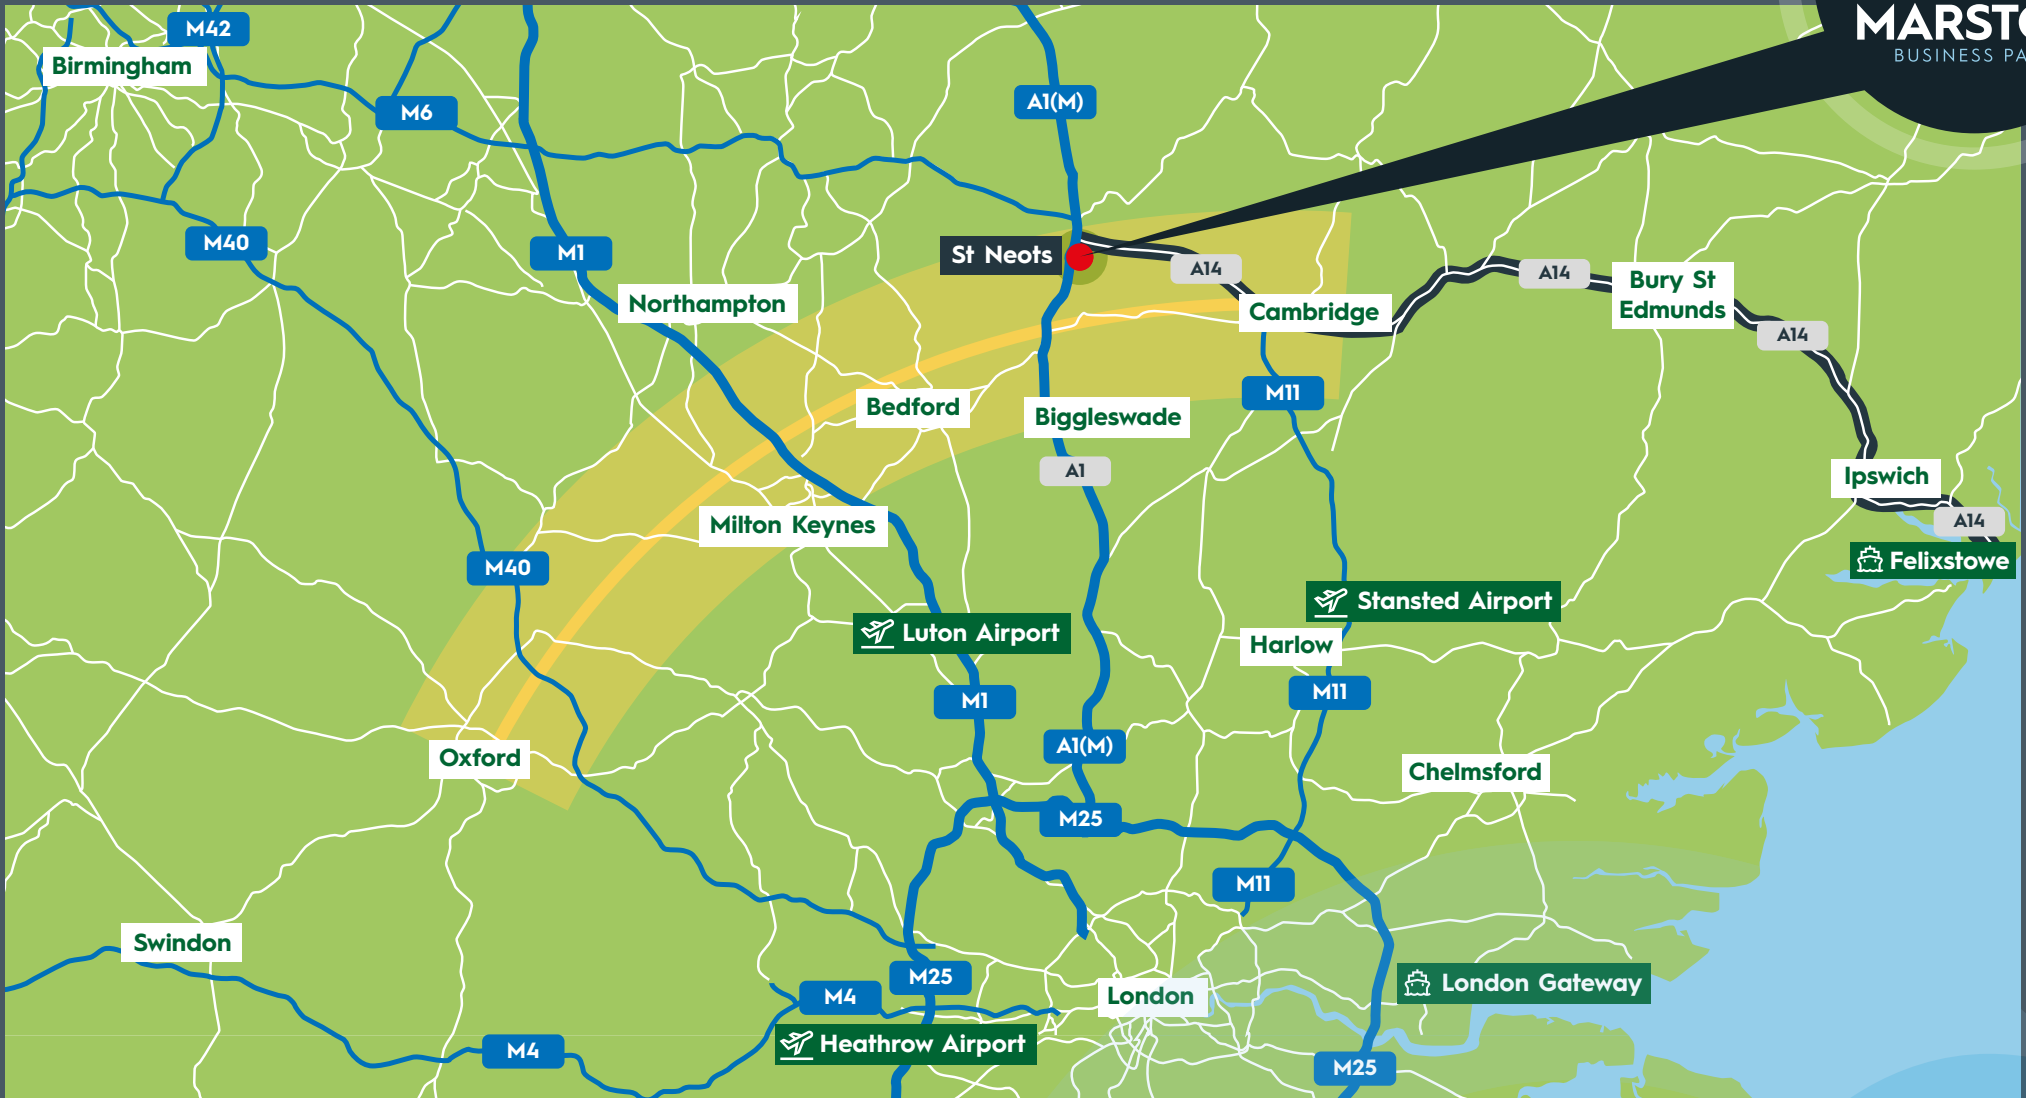 M42
MARST
BUSINESS PA
Birmingham
M6
A1(M)
M40
M1
St Neots
A14
A14
Bury St
Edmunds
Northampton
Cambridge
A14
M11
Bedford
Biggleswade
A1
Ipswich
Milton Keynes
A14
M40
Felixstowe
Stansted Airport
Luton Airport
Harlow
M1
M11
A1(M)
Oxford
Chelmsford
M25
M11
Swindon
M25
M4
London
London Gateway
Heathrow Airport
M4
M25